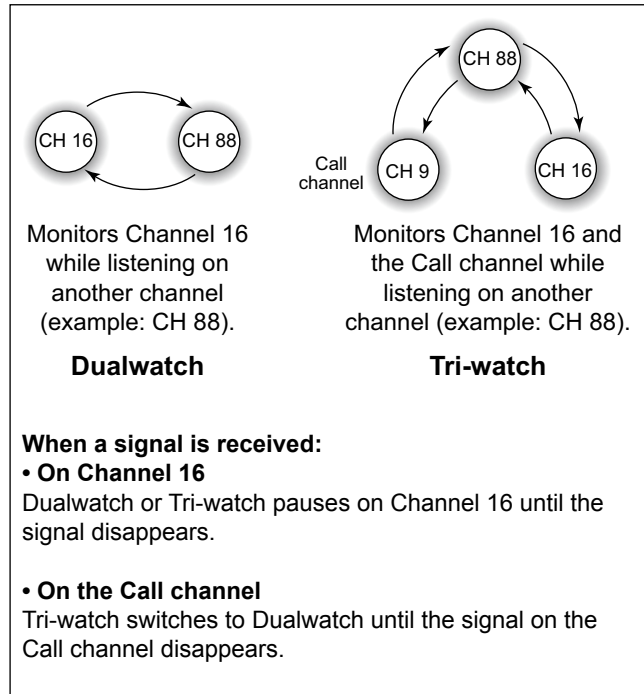 CH 16
CH 88
Monitors Channel 16
while listening on
another channel
(example: CH 88).
Dualwatch
CH 88
Call
channel
CH 9
CH 16
Monitors Channel 16 and
the Call channel while
listening on another
channel (example: CH 88).
Tri-watch
When a signal is received:
• On Channel 16
Dualwatch or Tri-watch pauses on Channel 16 until the
signal disappears.
• On the Call channel
Tri-watch switches to Dualwatch until the signal on the
Call channel disappears.